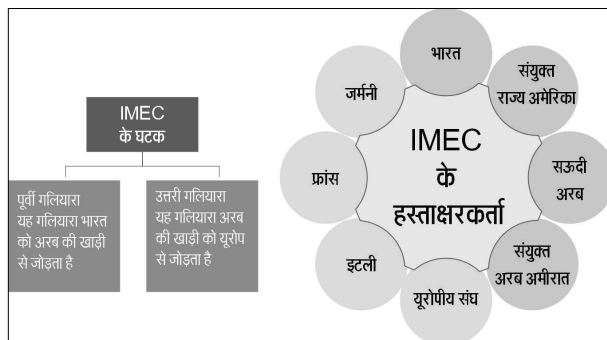 IMEC
के घटक
पूर्वी गलियारा
यह गलियारा भारत
को अरब की खाड़ी
से जोड़ता है
उत्तरी गलियारा
यह गलियारा अरब
की खाड़ी को यूरोप
से जोड़ता है
IMEC
के
हस्ताक्षरकर्ता
भारत
संयुक्त
राज्य अमेरिका
सऊदी
अरब
संयुक्त
अरब अमीरात
यूरोपीय संघ
इटली
फ्रांस
जर्मनी